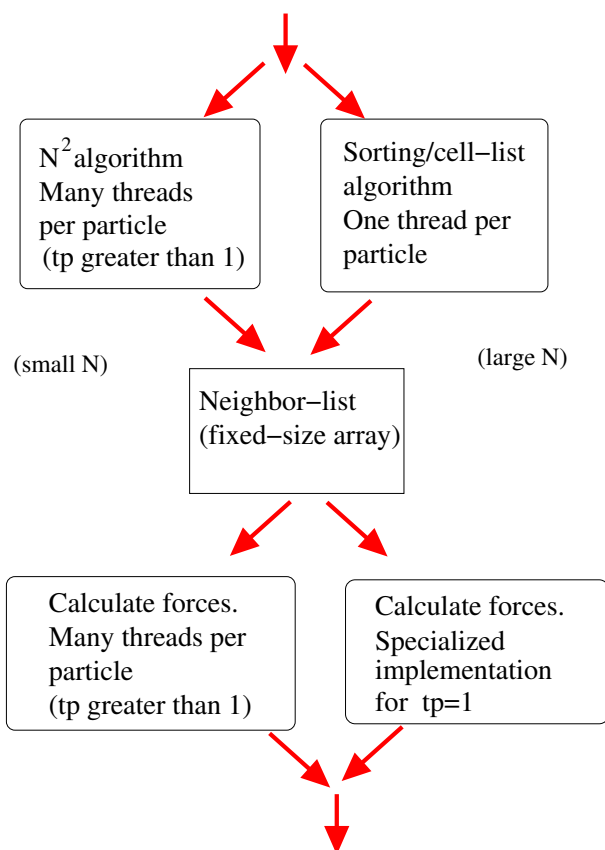 N² algorithm
Many threads
per particle
(tp greater than 1)
Sorting/cell−list
algorithm
One thread per
particle
(small N)
(large N)
Neighbor−list
(fixed−size array)
Calculate forces.
Many threads per
particle
(tp greater than 1)
Calculate forces.
Specialized
implementation
for tp=1